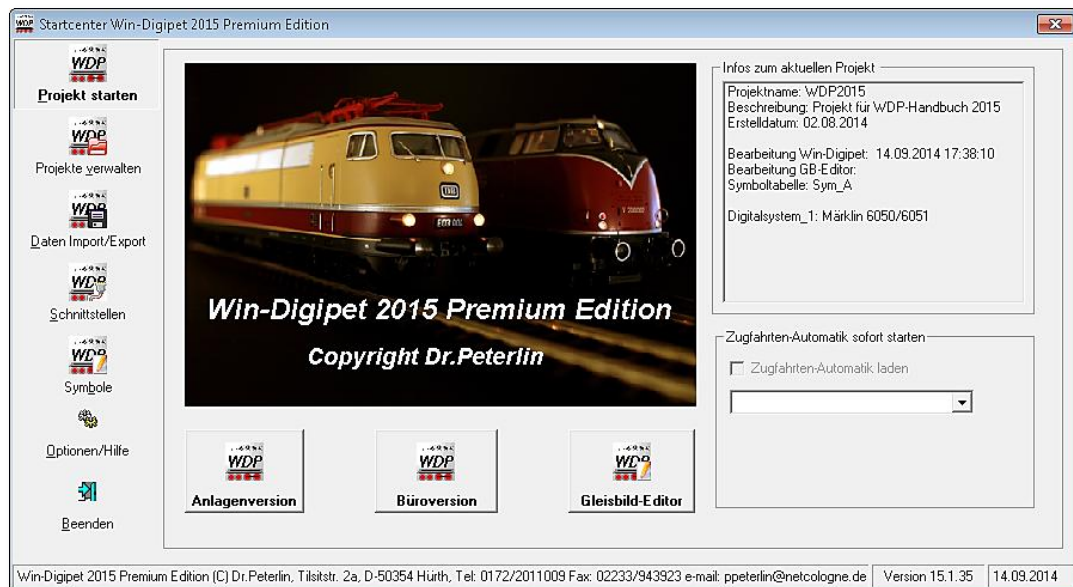 Startcenter Win-Digipet 2015 Premium Edition
WDP
Projekt starten
WDP
Projekte verwalten
WDP
Daten Import/Export
WDP
Schnittstellen
WDP
Symbole
Optionen/Hilfe
Beenden
DB
E03 001
Win-Digipet 2015 Premium Edition
Copyright Dr.Peterlin
WDP
Anlagenversion
WDP
Büroversion
WDP
Gleisbild-Editor
Infos zum aktuellen Projekt
Projektname: WDP2015
Beschreibung: Projekt für WDP-Handbuch 2015
Erstelldatum: 02.08.2014
Bearbeitung Win-Digipet: 14.09.2014 17:38:10
Bearbeitung GB-Editor:
Symboltabelle: Sym_A
Digitalsystem_1: Märklin 6050/6051
Zugfahrten-Automatik sofort starten
Zugfahrten-Automatik laden
Win-Digipet 2015 Premium Edition (C) Dr.Peterlin, Tilsitstr. 2a, D-50354 Hürth, Tel: 0172/2011009 Fax: 02233/943923 e-mail: ppeterlin@netcologne.de
Version 15.1.35
14.09.2014